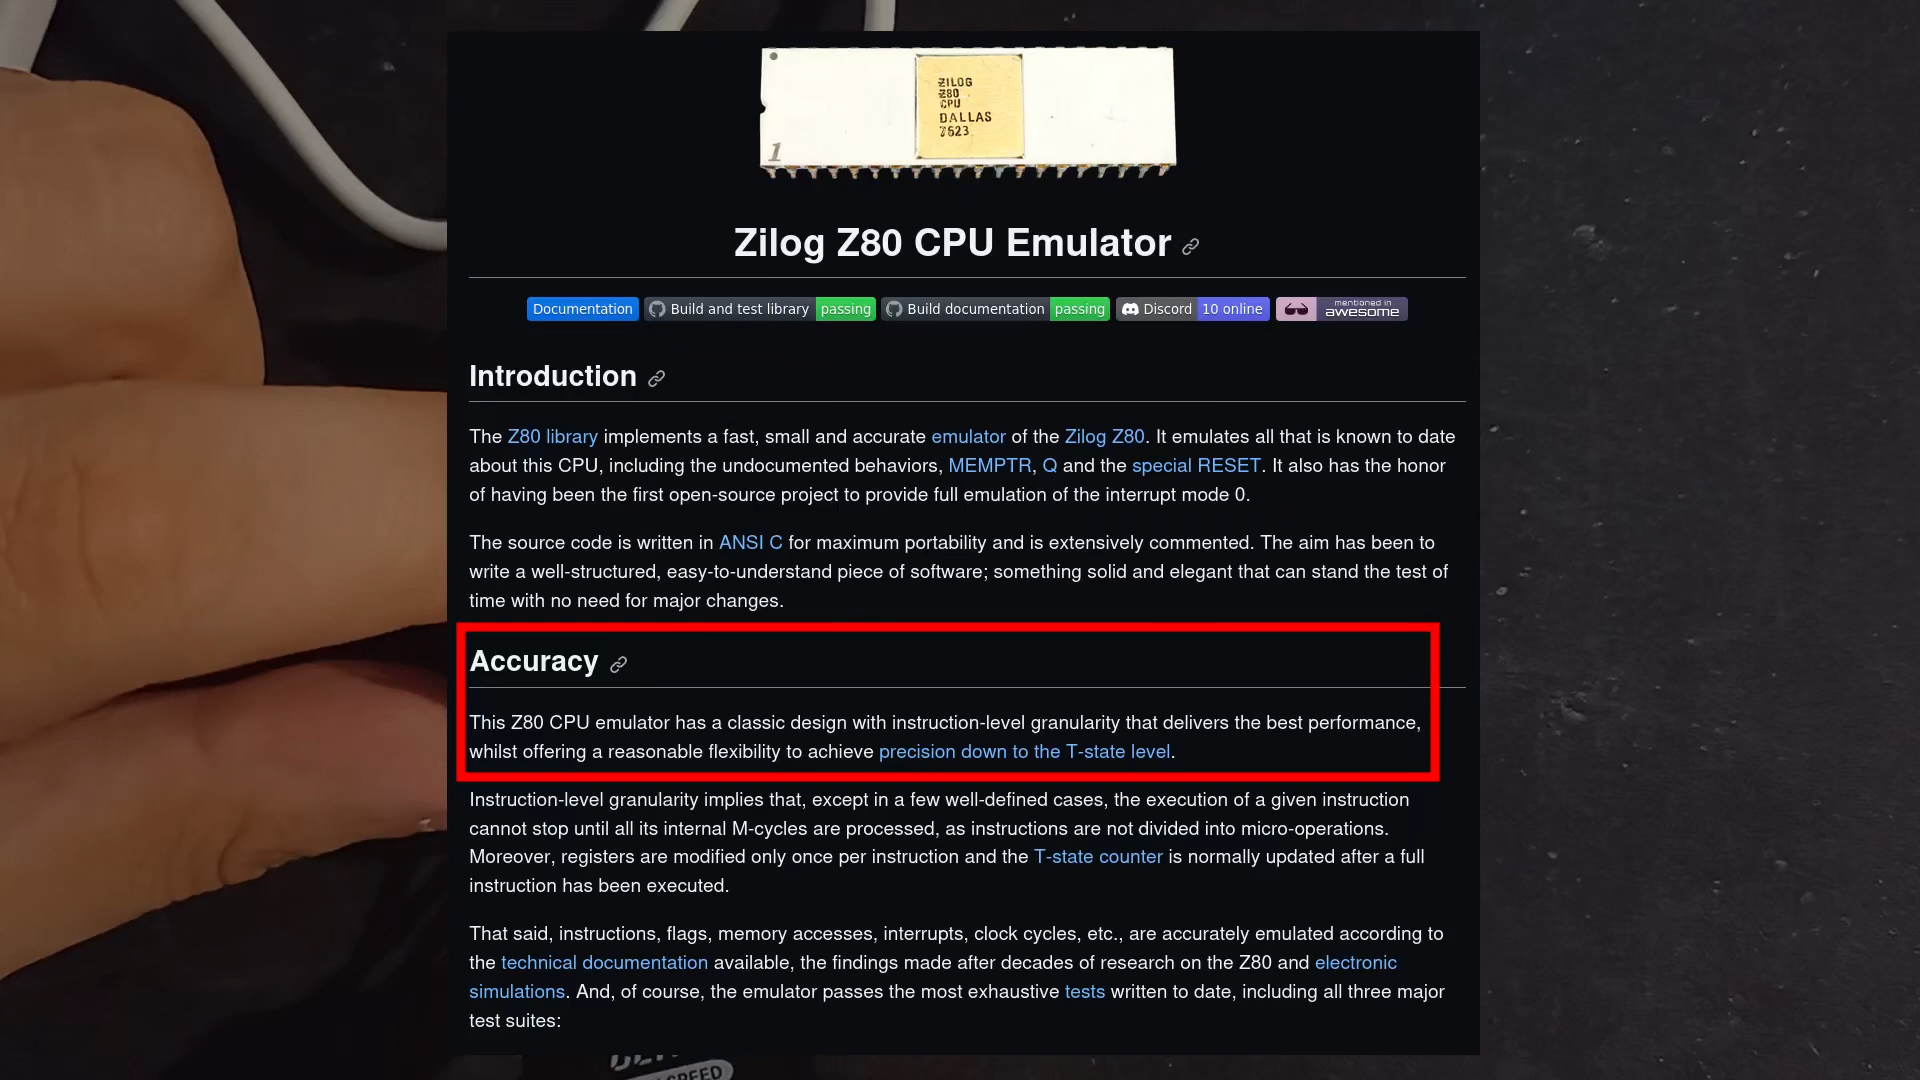 ZILOG
Z80
CPU
DALLAS
7623
1
Zilog Z80 CPU Emulator
Documentation Build and test library passing Build documentation passing Discord 10 online mentioned in awesome
Introduction
The Z80 library implements a fast, small and accurate emulator of the Zilog Z80. It emulates all that is known to date
about this CPU, including the undocumented behaviors, MEMPTR, Q and the special RESET. It also has the honor
of having been the first open-source project to provide full emulation of the interrupt mode 0.
The source code is written in ANSI C for maximum portability and is extensively commented. The aim has been to
write a well-structured, easy-to-understand piece of software; something solid and elegant that can stand the test of
time with no need for major changes.
Accuracy
This Z80 CPU emulator has a classic design with instruction-level granularity that delivers the best performance,
whilst offering a reasonable flexibility to achieve precision down to the T-state level.
Instruction-level granularity implies that, except in a few well-defined cases, the execution of a given instruction
cannot stop until all its internal M-cycles are processed, as instructions are not divided into micro-operations.
Moreover, registers are modified only once per instruction and the T-state counter is normally updated after a full
instruction has been executed.
That said, instructions, flags, memory accesses, interrupts, clock cycles, etc., are accurately emulated according to
the technical documentation available, the findings made after decades of research on the Z80 and electronic
simulations. And, of course, the emulator passes the most exhaustive tests written to date, including all three major
test suites:
SPEED